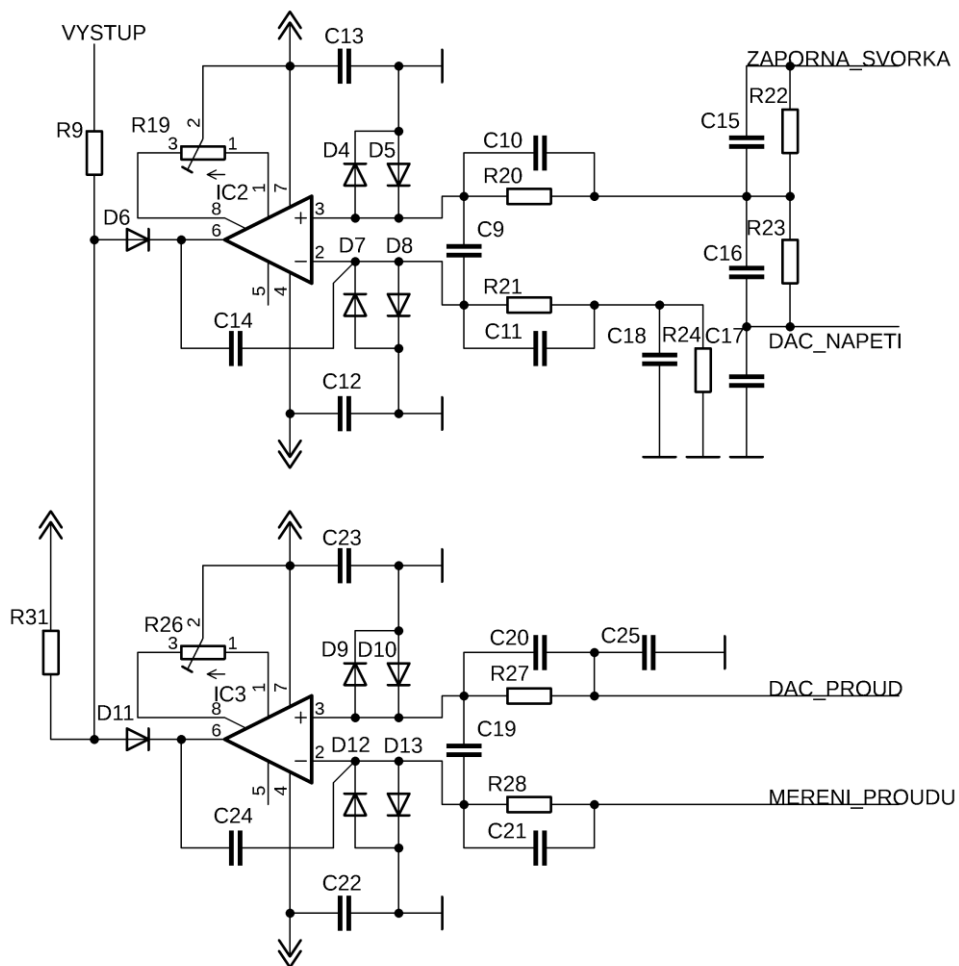 VYSTUP
C13
ZAPORNA_SVORKA
R9
R19
2
3
1
D4
D5
C10
C15
R22
R20
1
7
IC2
8
3
+
D6
6
2
−
D7
D8
C9
R23
C16
5
4
R21
C14
C11
C18
R24
C17
DAC_NAPETI
C12
C23
R31
R26
2
3
1
D9
D10
C20
C25
R27
1
7
IC3
8
3
+
DAC_PROUD
D11
6
2
−
D12
D13
C19
5
4
R28
MERENI_PROUDU
C24
C21
C22